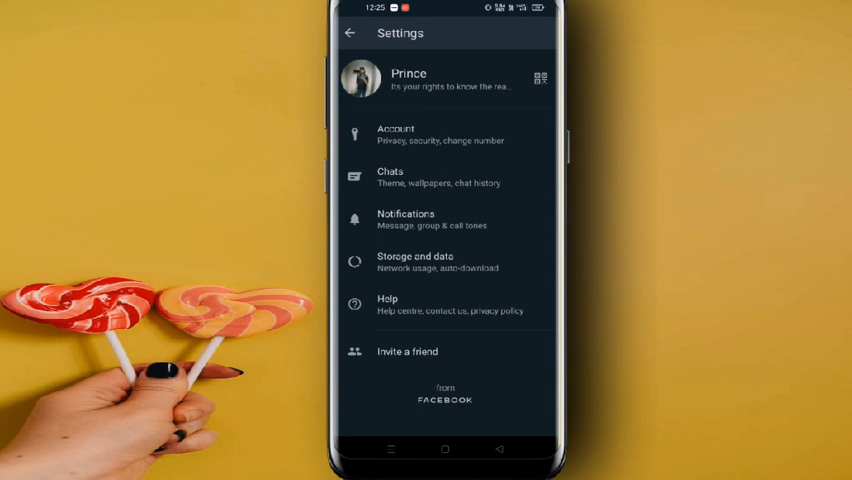 12:25
Settings
Prince
Its your rights to know the rea...
Account
Privacy, security, change number
Chats
Theme, wallpapers, chat history
Notifications
Message, group & call tones
Storage and data
Network usage, auto-download
Help
Help centre, contact us, privacy policy
Invite a friend
from
FACEBOOK